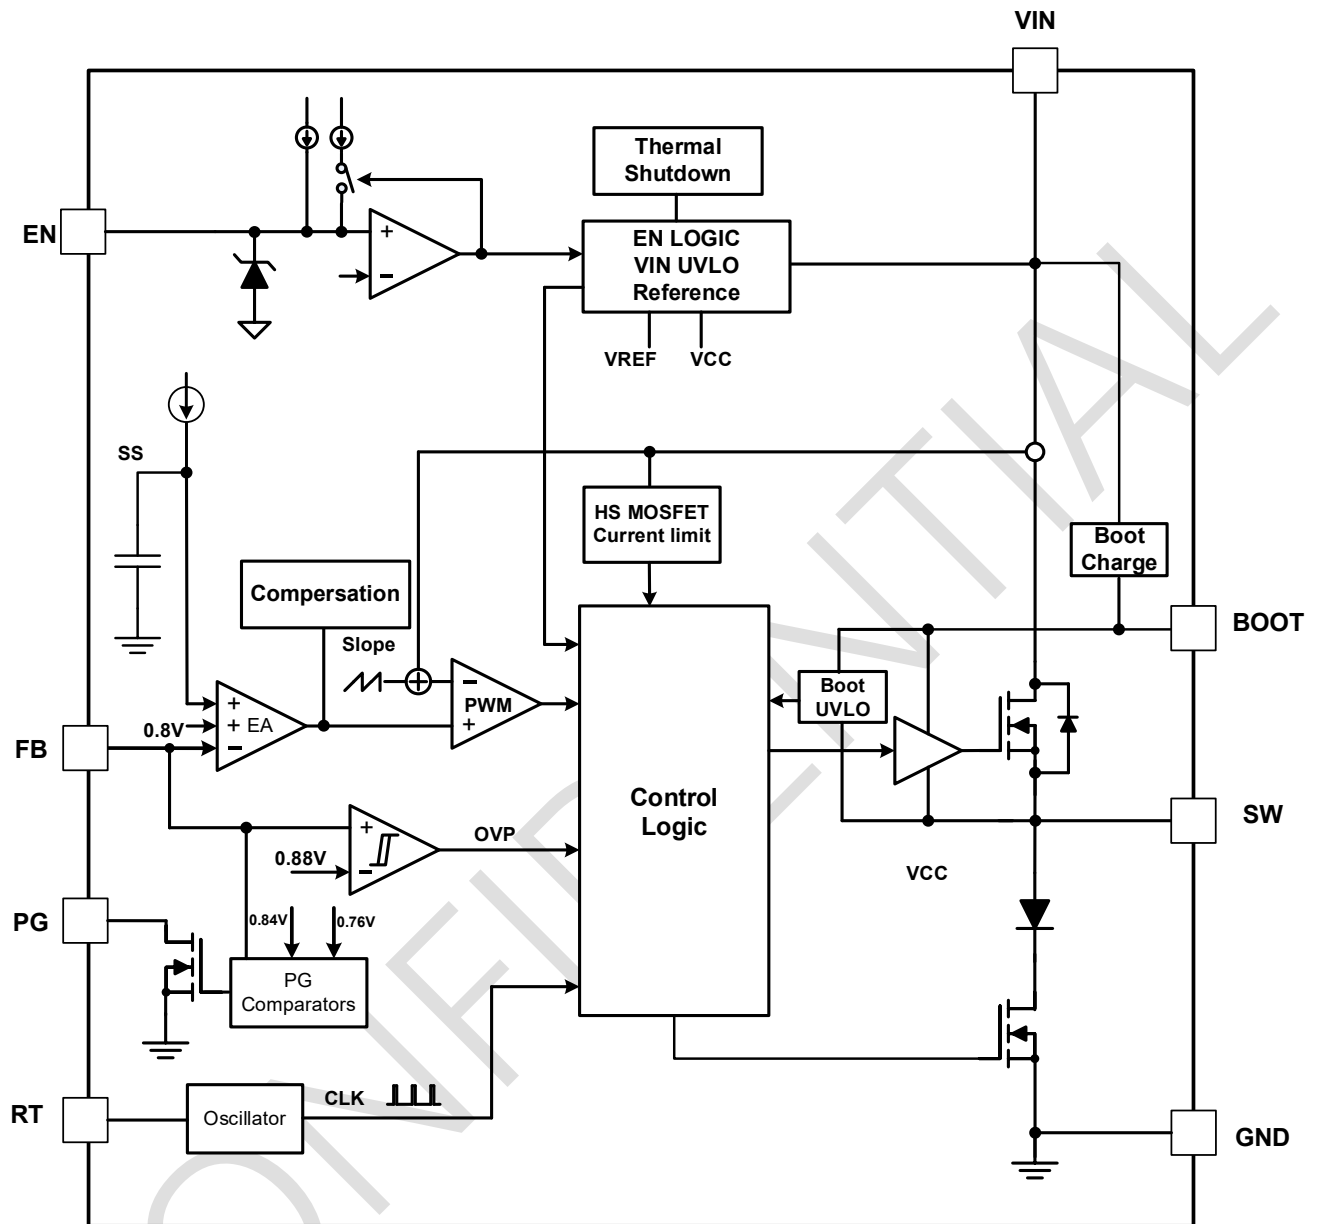 VIN
Thermal
Shutdown
EN
EN LOGIC
VIN UVLO
Reference
VREF
VCC
SS
HS MOSFET
Current limit
Boot
Charge
Compersation
Slope
BOOT
Boot
UVLO
PWM
EA
0.8V
FB
Control
Logic
SW
OVP
0.88V
VCC
PG
0.84V
0.76V
PG
Comparators
RT
Oscillator
CLK
GND
ONFIDENTIAL